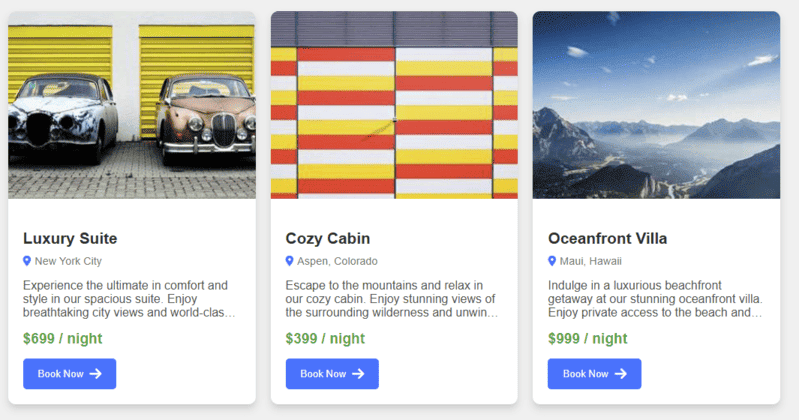 Luxury Suite
New York City
Experience the ultimate in comfort and
style in our spacious suite. Enjoy
breathtaking city views and world-clas...
$699 / night
Book Now
Cozy Cabin
Aspen, Colorado
Escape to the mountains and relax in
our cozy cabin. Enjoy stunning views of
the surrounding wilderness and unwin...
$399 / night
Book Now
Oceanfront Villa
Maui, Hawaii
Indulge in a luxurious beachfront
getaway at our stunning oceanfront villa.
Enjoy private access to the beach and...
$999 / night
Book Now